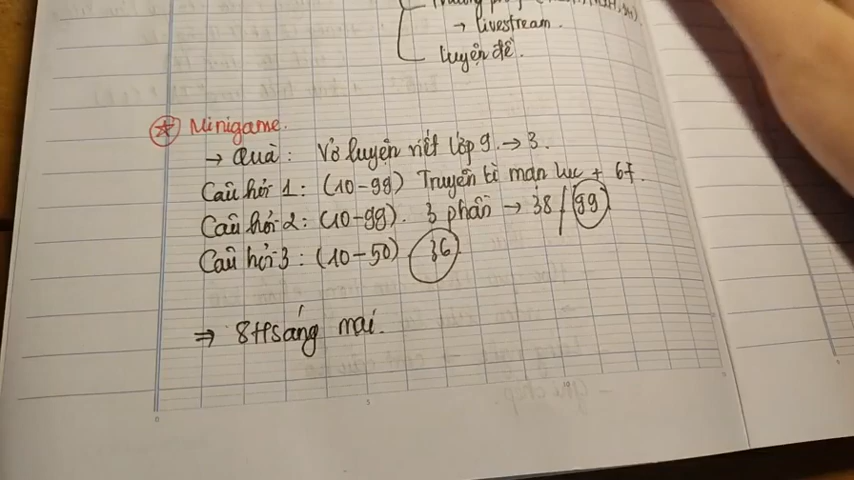 → livestream.
luyện đề.
Minigame.
→ Quà: Vở luyện viết lớp 9. → 3.
Câu hỏi 1: (10-99) Truyền kì mạn lục + 67.
Câu hỏi 2: (10-99). 3 phần → 38 / 99
Câu hỏi 3: (10-50) 36
⇒ 8H sáng mai.